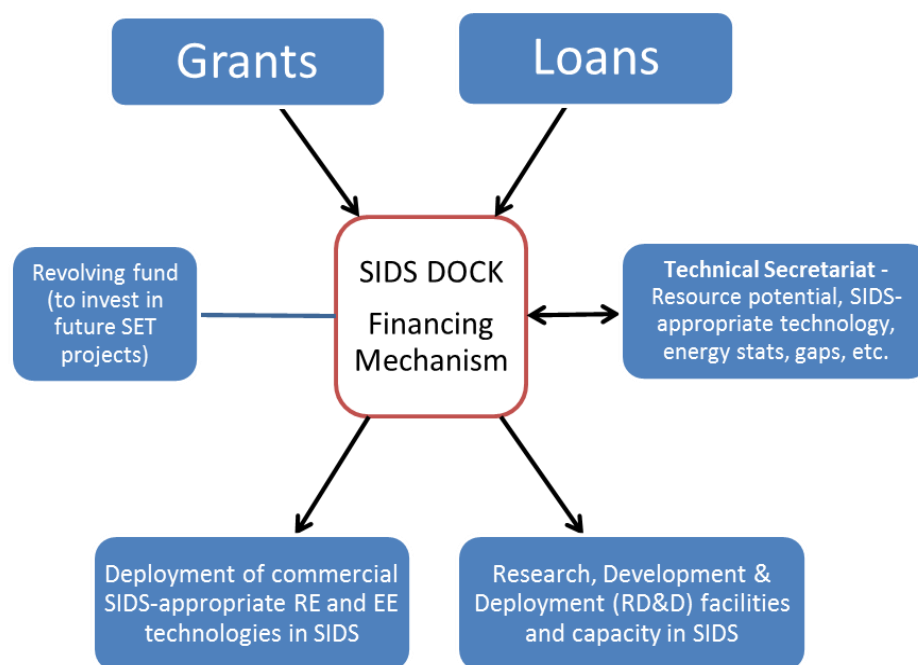 Grants
Loans
SIDS DOCK
Financing
Mechanism
Revolving fund
(to invest in
future SET
projects)
Technical Secretariat -
Resource potential, SIDS-
appropriate technology,
energy stats, gaps, etc.
Deployment of commercial
SIDS-appropriate RE and EE
technologies in SIDS
Research, Development &
Deployment (RD&D) facilities
and capacity in SIDS